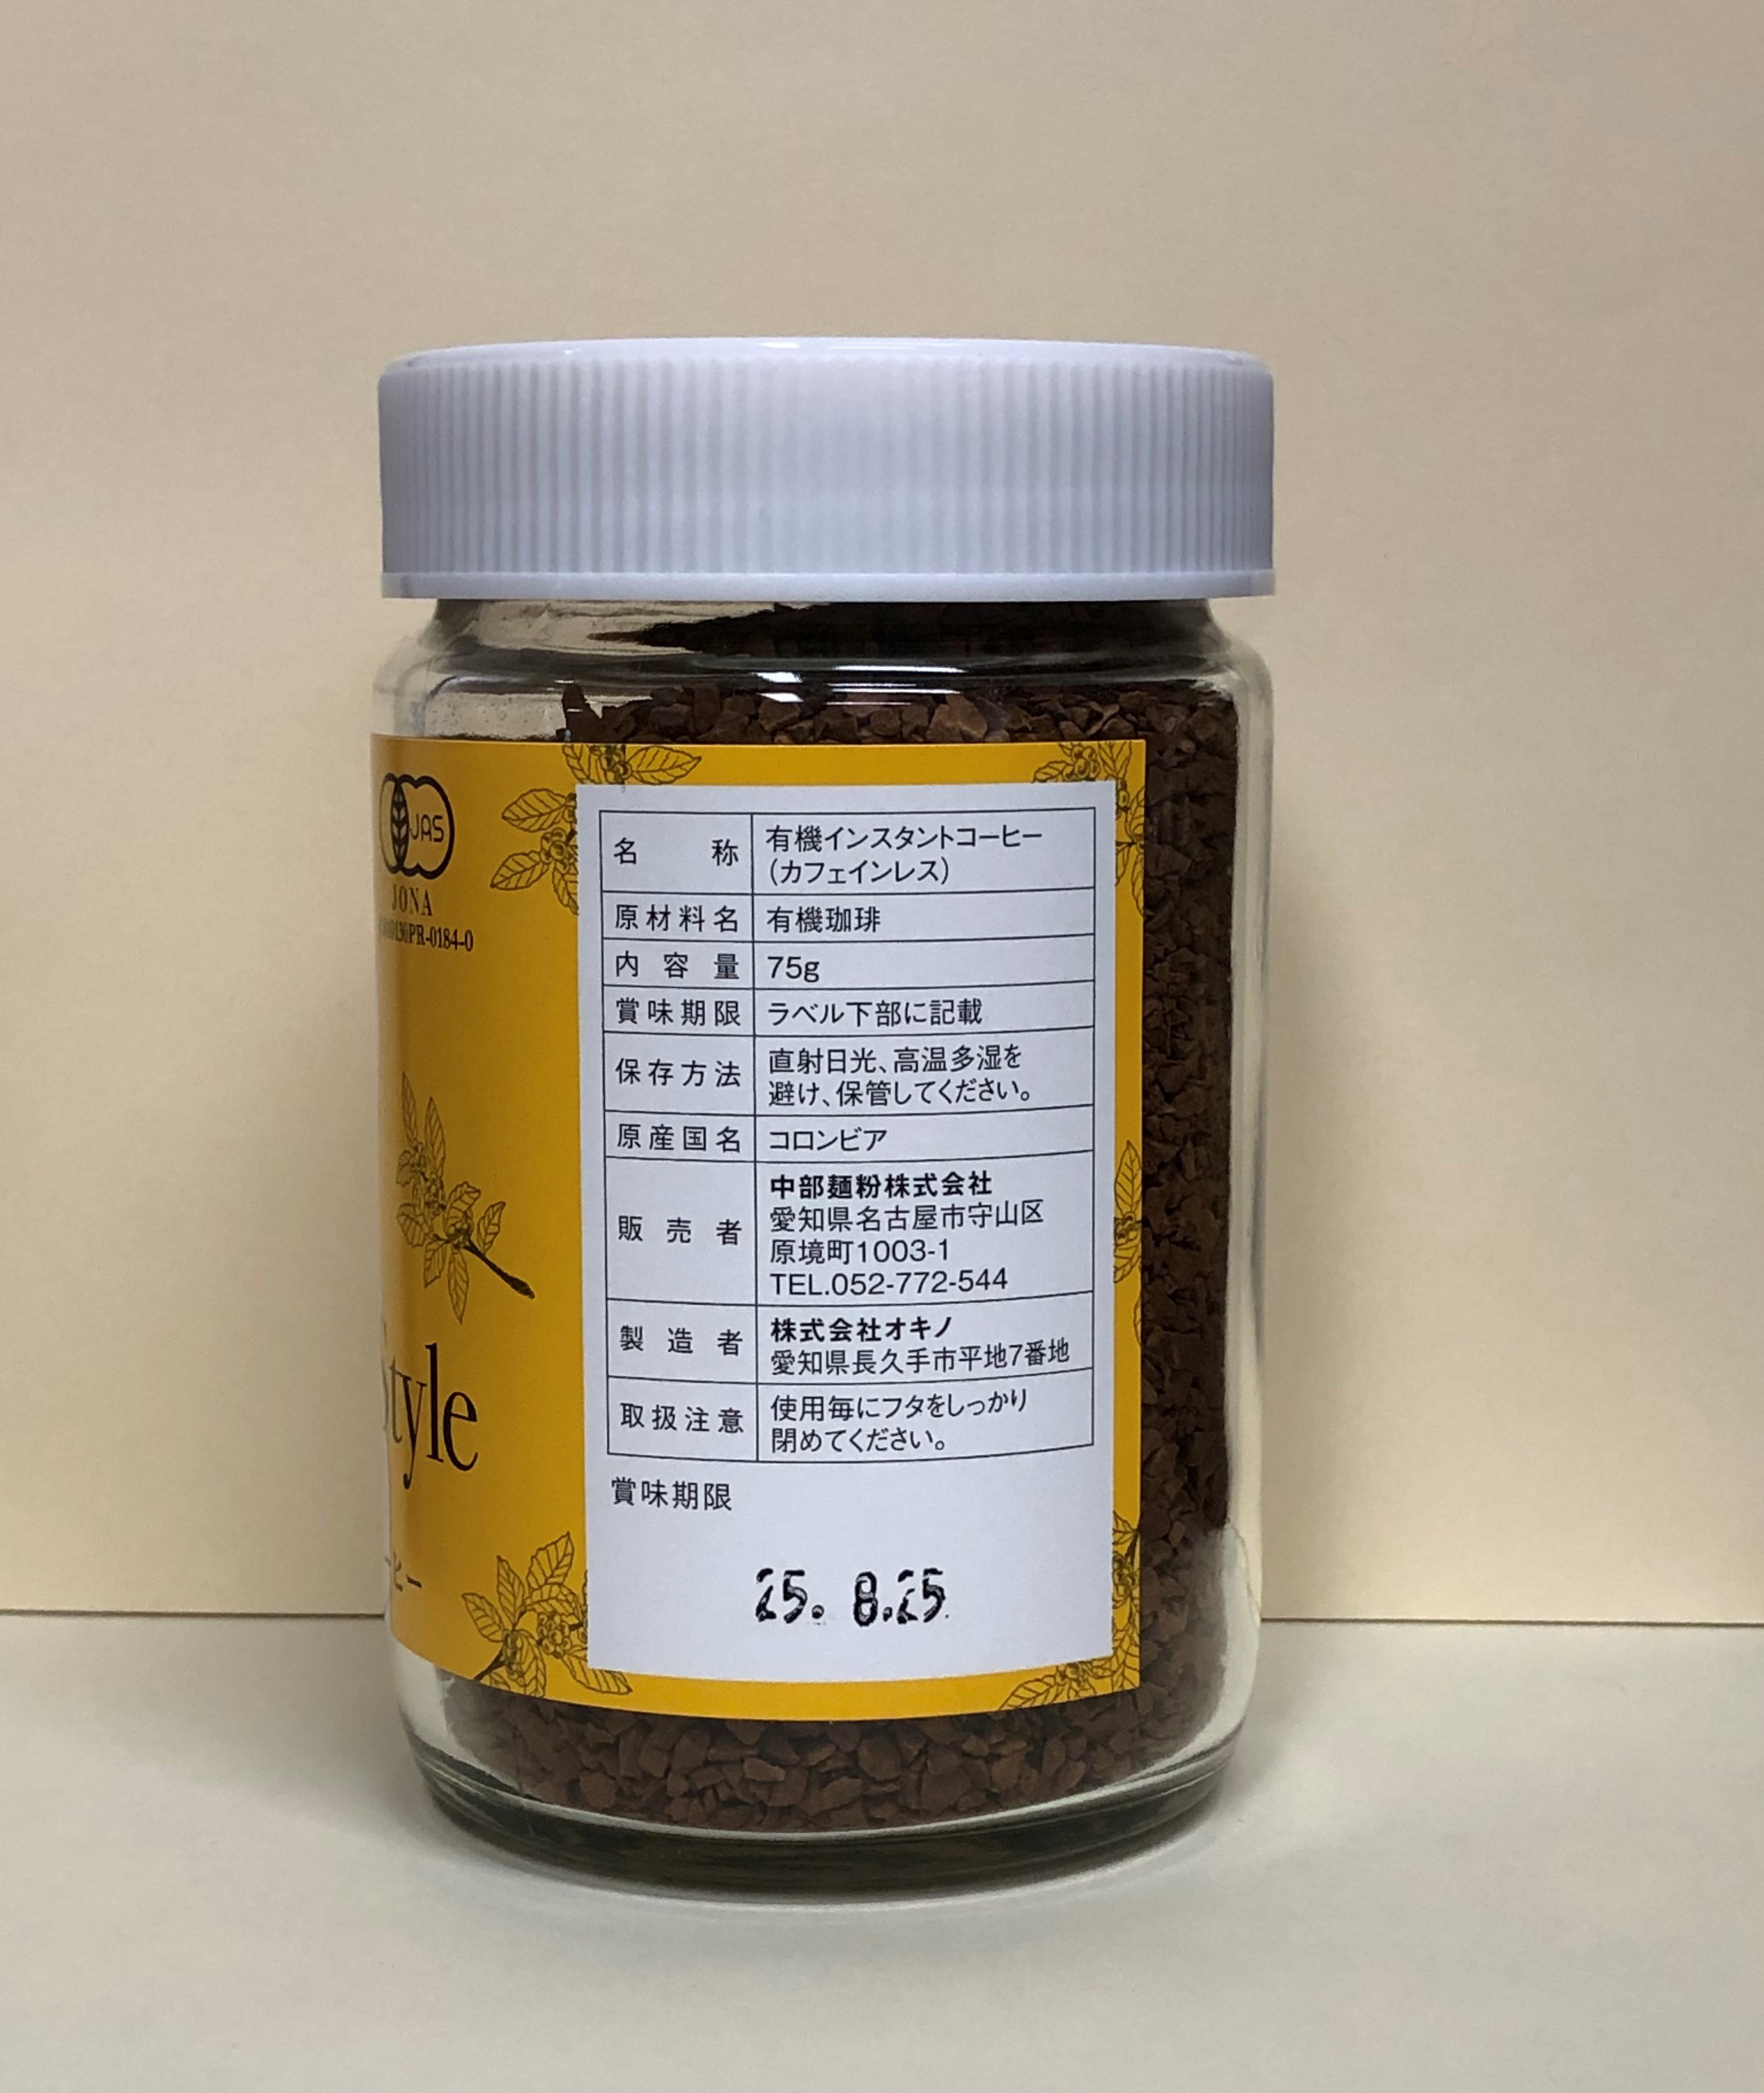 JAS
JONA
130PR-0184-0
Style
ーヒー
名称 有機インスタントコーヒー
(カフェインレス)
原材料名 有機珈琲
内容量 75g
賞味期限 ラベル下部に記載
保存方法 直射日光、高温多湿を
避け、保管してください。
原産国名 コロンビア
販売者 中部麺粉株式会社
愛知県名古屋市守山区
原境町1003-1
TEL.052-772-544
製造者 株式会社オキノ
愛知県長久手市平地7番地
取扱注意 使用毎にフタをしっかり
閉めてください。
賞味期限
25. 8.25